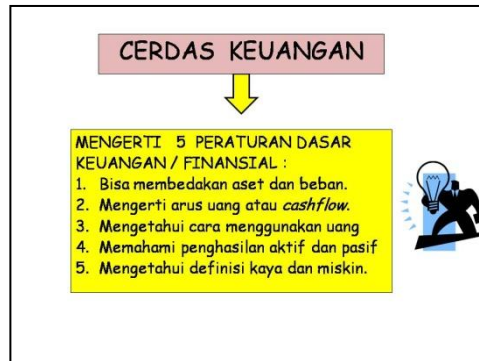 CERDAS KEUANGAN
MENGERTI 5 PERATURAN DASAR
KEUANGAN / FINANSIAL :
1. Bisa membedakan aset dan beban.
2. Mengerti arus uang atau cashflow.
3. Mengetahui cara menggunakan uang
4. Memahami penghasilan aktif dan pasif
5. Mengetahui definisi kaya dan miskin.